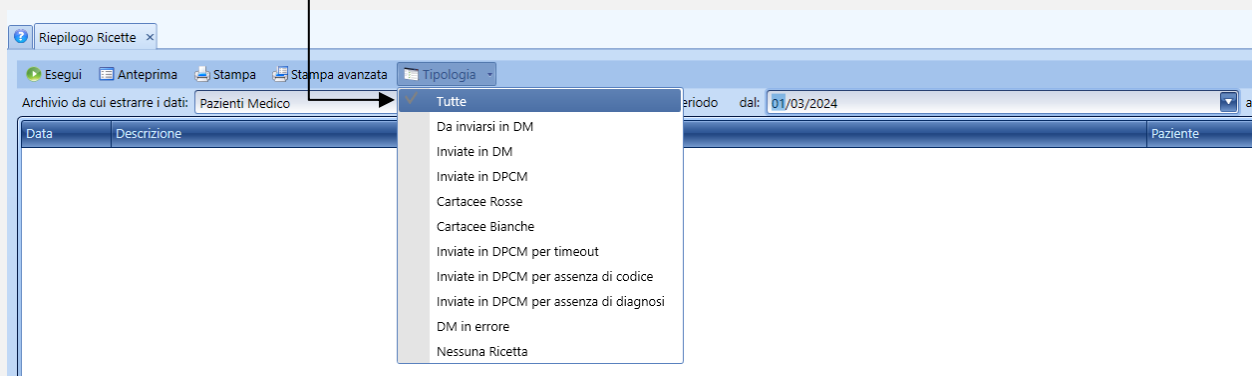 Riepilogo Ricette
Esegui Anteprima Stampa Stampa avanzata Tipologia
Archivio da cui estrarre i dati: Pazienti Medico eriodo dal: 01/03/2024 a
Data Descrizione Paziente
Tutte
Da inviarsi in DM
Inviate in DM
Inviate in DPCM
Cartacee Rosse
Cartacee Bianche
Inviate in DPCM per timeout
Inviate in DPCM per assenza di codice
Inviate in DPCM per assenza di diagnosi
DM in errore
Nessuna Ricetta